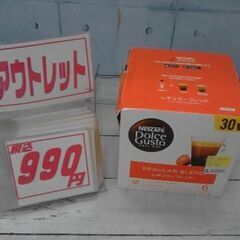 アウトレット
税込
990円
30
NESCAFÉ
Dolce
Gusto
レギュラーブレンド
REGULAR BLEND
レギュラーブレンド
6